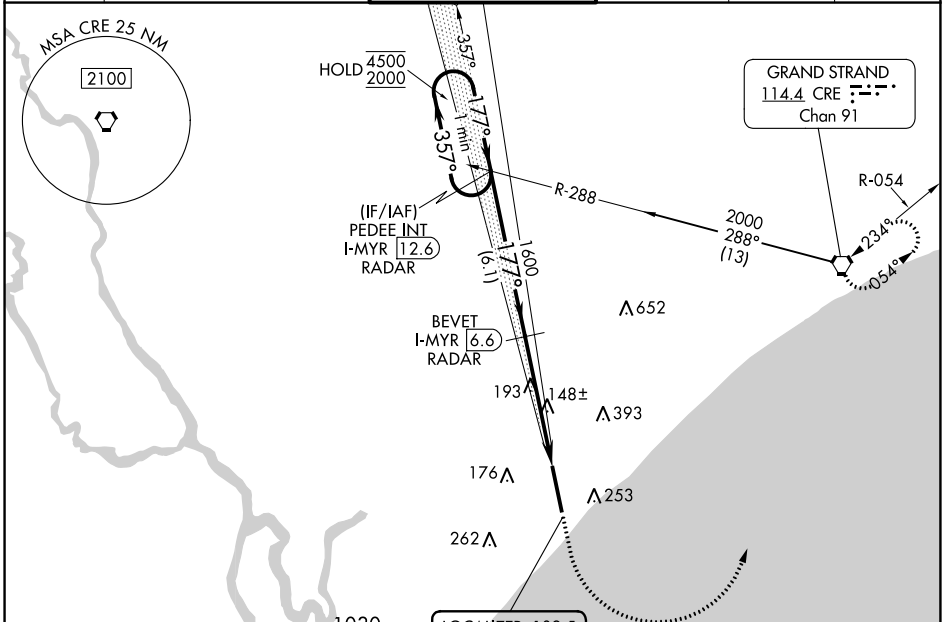 MSA CRE 25 NM
2100
HOLD 4500
2000
357°
177°
1 min
357°
GRAND STRAND
114.4 CRE
Chan 91
R-054
R-288
2000
288°
(13)
234°
054°
(IF/IAF)
PEDEE INT
I-MYR 12.6
RADAR
1600
177°
(6.1)
652
BEVET
I-MYR 6.6
RADAR
193
148±
393
176
253
262